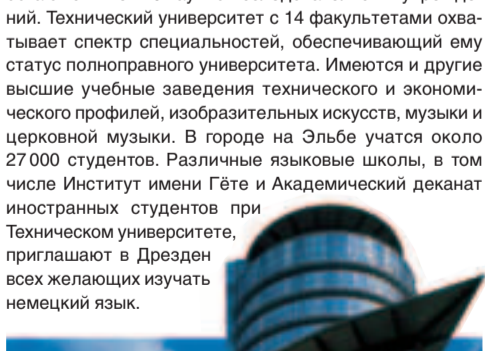 ний. Технический университет с 14 факультетами охва-
тывает спектр специальностей, обеспечивающий ему
статус полноправного университета. Имеются и другие
высшие учебные заведения технического и экономи-
ческого профилей, изобразительных искусств, музыки и
церковной музыки. В городе на Эльбе учатся около
27 000 студентов. Различные языковые школы, в том
числе Институт имени Гёте и Академический деканат
иностранных студентов при
Техническом университете,
приглашают в Дрезден
всех желающих изучать
немецкий язык.